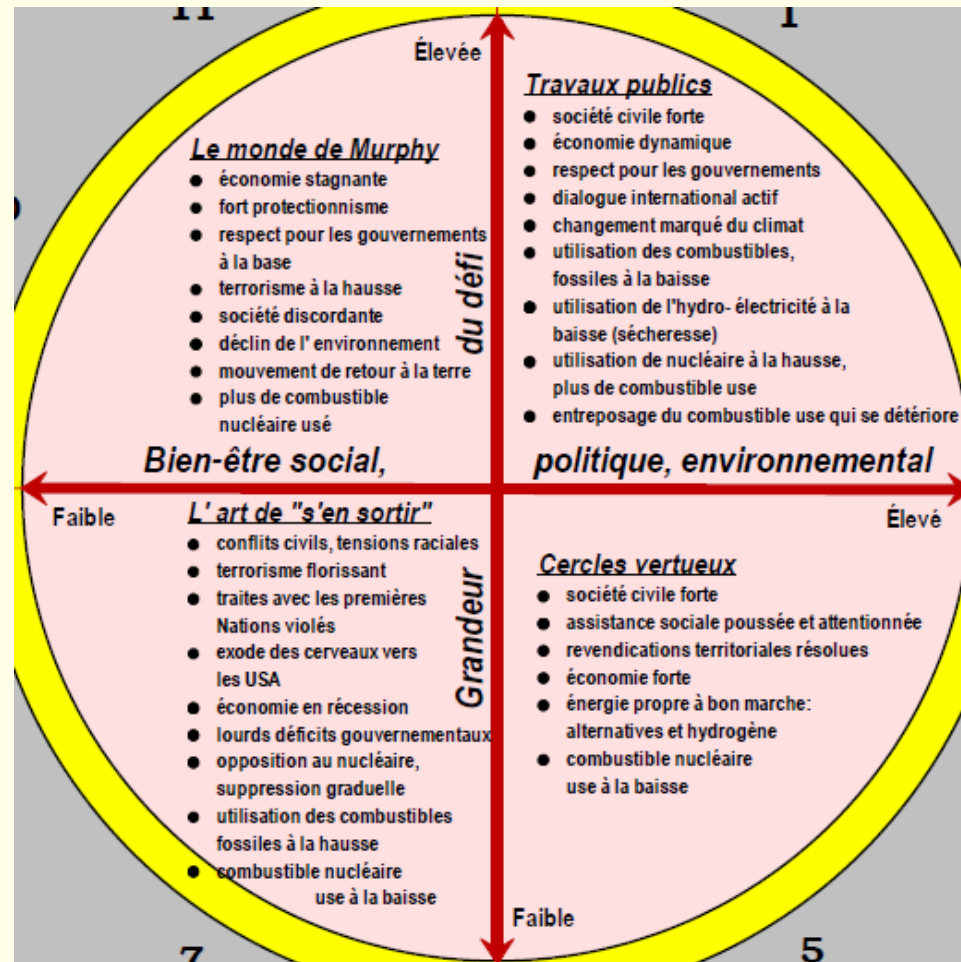 11
1
Élevée
Travaux publics
● société civile forte
● économie dynamique
● respect pour les gouvernements
● dialogue international actif
● changement marqué du climat
● utilisation des combustibles,
fossiles à la baisse
● utilisation de l'hydro- électricité à la
baisse (sécheresse)
● utilisation de nucléaire à la hausse,
plus de combustible use
● entreposage du combustible use qui se détériore
Le monde de Murphy
● économie stagnante
● fort protectionnisme
● respect pour les gouvernements
à la base
● terrorisme à la hausse
● société discordante
● déclin de l' environnement
● mouvement de retour à la terre
● plus de combustible
nucléaire usé
Grandeur du défi
Bien-être social, politique, environnemental
Faible
Élevé
L' art de "s'en sortir"
● conflits civils, tensions raciales
● terrorisme florissant
● traites avec les premières
Nations violés
● exode des cerveaux vers
les USA
● économie en récession
● lourds déficits gouvernementaux
● opposition au nucléaire,
suppression graduelle
● utilisation des combustibles
fossiles à la hausse
● combustible nucléaire
use à la baisse
Cercles vertueux
● société civile forte
● assistance sociale poussée et attentionnée
● revendications territoriales résolues
● économie forte
● énergie propre à bon marche:
alternatives et hydrogène
● combustible nucléaire
use à la baisse
Faible
7
5